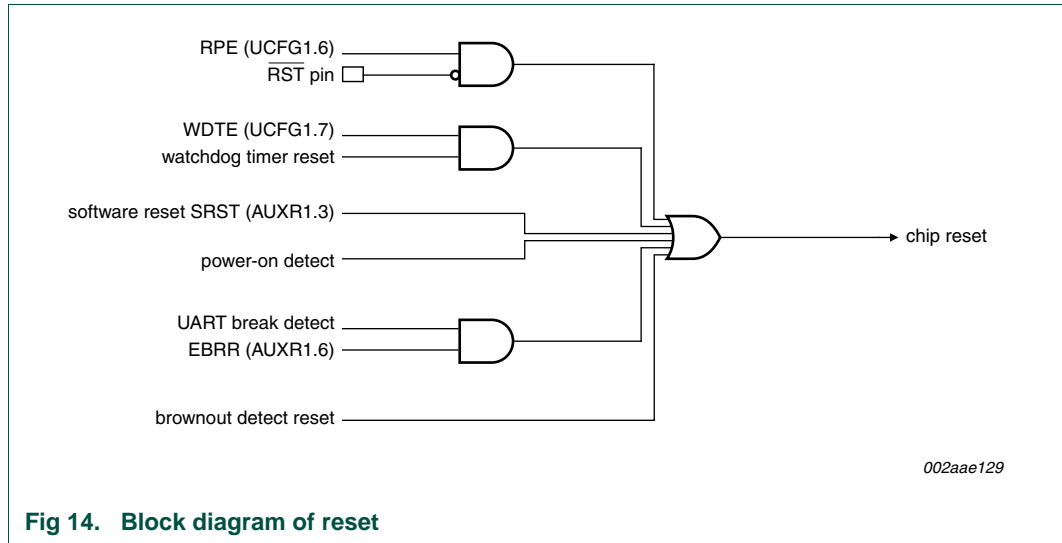 RPE (UCFG1.6)
RST pin
WDTE (UCFG1.7)
watchdog timer reset
software reset SRST (AUXR1.3)
power-on detect
chip reset
UART break detect
EBRR (AUXR1.6)
brownout detect reset
002aae129
Fig 14. Block diagram of reset